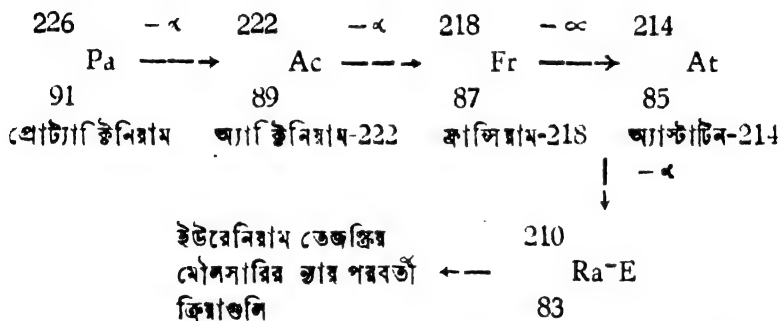 226 −α 222 −α 218 −∝ 214
Pa ——→ Ac ——→ Fr ——→ At
91 89 87 85
প্রোট্যাক্টিনিয়াম অ্যাক্টিনিয়াম-222 ফ্রান্সিয়াম-218 অ্যাস্টাটিন-214
↓ −α
ইউরেনিয়াম তেজস্ক্রিয় 210
মৌলসারির ন্যায় পরবর্তী ←— Ra-E
ক্রিয়াগুলি 83